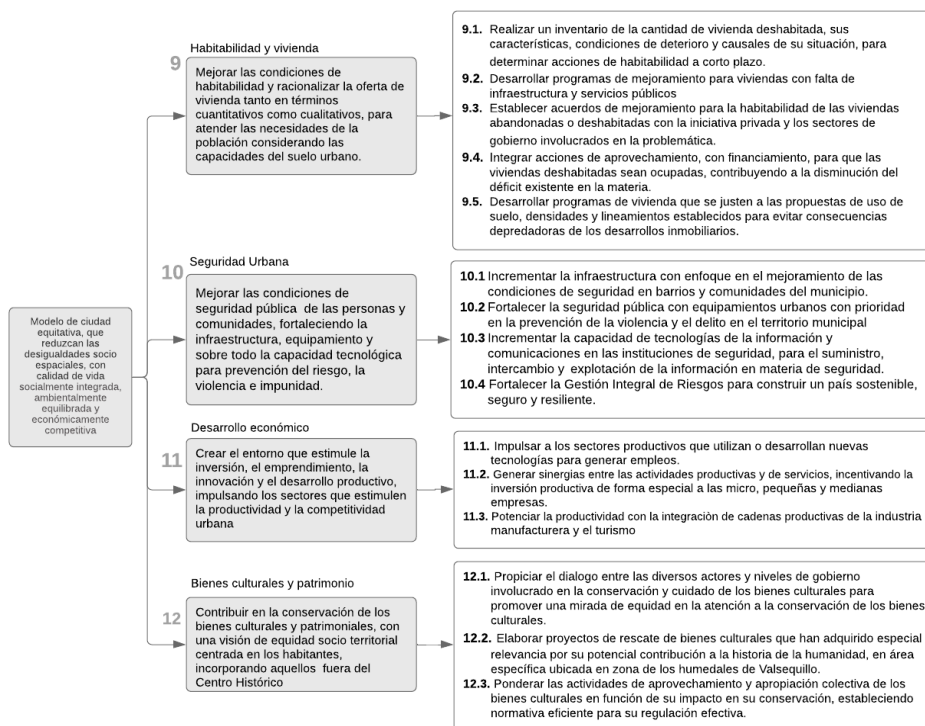 Modelo de ciudad
equitativa, que
reduzcan las
desigualdades socio
espaciales, con
calidad de vida
socialmente integrada,
ambientalmente
equilibrada y
económicamente
competitiva
Habitabilidad y vivienda
9
Mejorar las condiciones de
habitabilidad y racionalizar la oferta de
vivienda tanto en términos
cuantitativos como cualitativos, para
atender las necesidades de la
población considerando las
capacidades del suelo urbano.
9.1. Realizar un inventario de la cantidad de vivienda deshabitada, sus
características, condiciones de deterioro y causales de su situación, para
determinar acciones de habitabilidad a corto plazo.
9.2. Desarrollar programas de mejoramiento para viviendas con falta de
infraestructura y servicios públicos
9.3. Establecer acuerdos de mejoramiento para la habitabilidad de las viviendas
abandonadas o deshabitadas con la iniciativa privada y los sectores de
gobierno involucrados en la problemática.
9.4. Integrar acciones de aprovechamiento, con financiamiento, para que las
viviendas deshabitadas sean ocupadas, contribuyendo a la disminución del
déficit existente en la materia.
9.5. Desarrollar programas de vivienda que se justen a las propuestas de uso de
suelo, densidades y lineamientos establecidos para evitar consecuencias
depredadoras de los desarrollos inmobiliarios.
Seguridad Urbana
10
Mejorar las condiciones de
seguridad pública de las personas y
comunidades, fortaleciendo la
infraestructura, equipamiento y
sobre todo la capacidad tecnológica
para prevención del riesgo, la
violencia e impunidad.
10.1 Incrementar la infraestructura con enfoque en el mejoramiento de las
condiciones de seguridad en barrios y comunidades del municipio.
10.2 Fortalecer la seguridad pública con equipamientos urbanos con prioridad
en la prevención de la violencia y el delito en el territorio municipal
10.3 Incrementar la capacidad de tecnologías de la información y
comunicaciones en las instituciones de seguridad, para el suministro,
intercambio y explotación de la información en materia de seguridad.
10.4 Fortalecer la Gestión Integral de Riesgos para construir un país sostenible,
seguro y resiliente.
Desarrollo económico
11
Crear el entorno que estimule la
inversión, el emprendimiento, la
innovación y el desarrollo productivo,
impulsando los sectores que estimulen
la productividad y la competitividad
urbana
11.1. Impulsar a los sectores productivos que utilizan o desarrollan nuevas
tecnologías para generar empleos.
11.2. Generar sinergias entre las actividades productivas y de servicios, incentivando la
inversión productiva de forma especial a las micro, pequeñas y medianas
empresas.
11.3. Potenciar la productividad con la integraciòn de cadenas productivas de la industria
manufacturera y el turismo
Bienes culturales y patrimonio
12
Contribuir en la conservación de los
bienes culturales y patrimoniales, con
una visión de equidad socio territorial
centrada en los habitantes,
incorporando aquellos fuera del
Centro Histórico
12.1. Propiciar el dialogo entre las diversos actores y niveles de gobierno
involucrado en la conservación y cuidado de los bienes culturales para
promover una mirada de equidad en la atención a la conservación de los bienes
culturales.
12.2. Elaborar proyectos de rescate de bienes culturales que han adquirido especial
relevancia por su potencial contribución a la historia de la humanidad, en área
específica ubicada en zona de los humedales de Valsequillo.
12.3. Ponderar las actividades de aprovechamiento y apropiación colectiva de los
bienes culturales en función de su impacto en su conservación, estableciendo
normativa eficiente para su regulación efectiva.